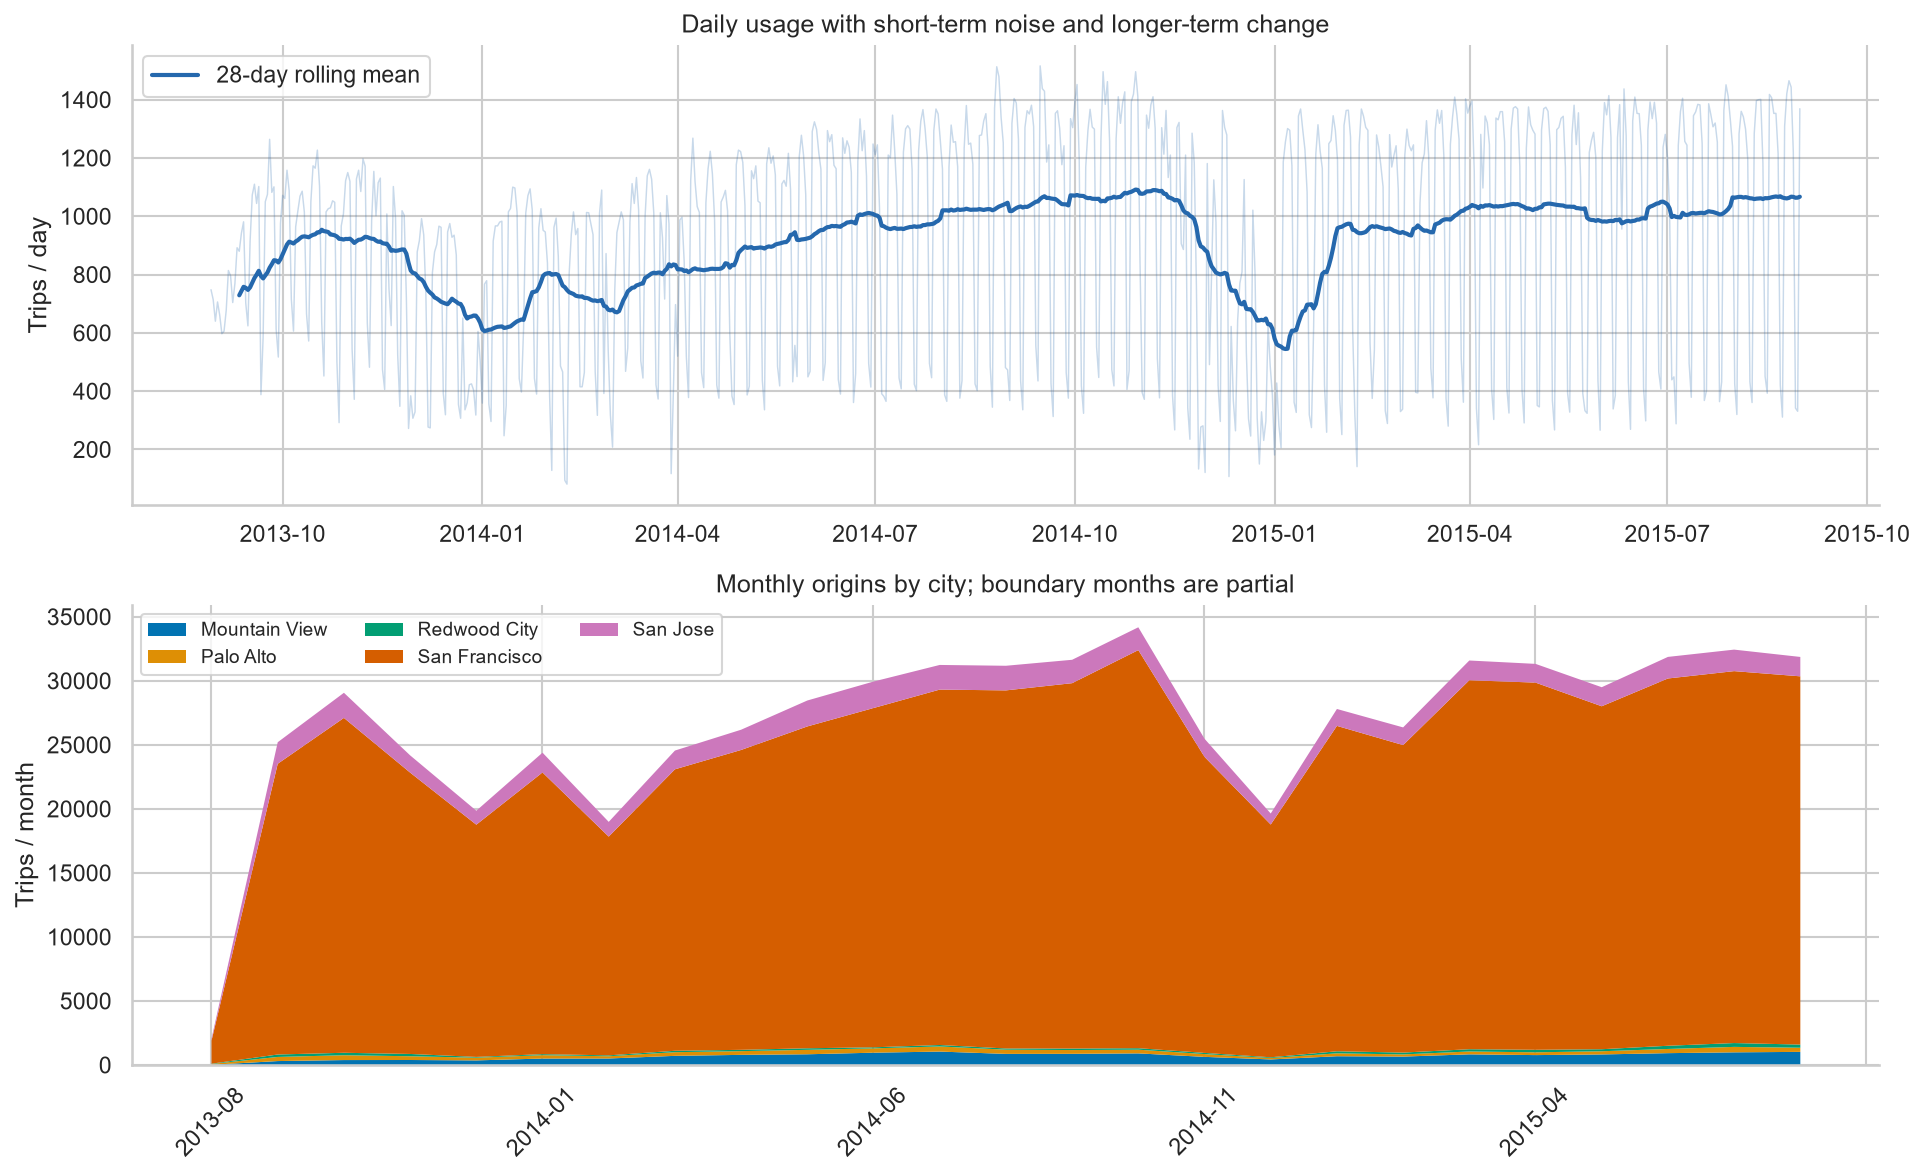 Daily usage with short-term noise and longer-term change
28-day rolling mean
Trips / day
1400
1200
1000
800
600
400
200
2013-10 2014-01 2014-04 2014-07 2014-10 2015-01 2015-04 2015-07 2015-10
Monthly origins by city; boundary months are partial
Mountain View Redwood City San Jose
Palo Alto San Francisco
Trips / month
35000
30000
25000
20000
15000
10000
5000
0
2013-08 2014-01 2014-06 2014-11 2015-04